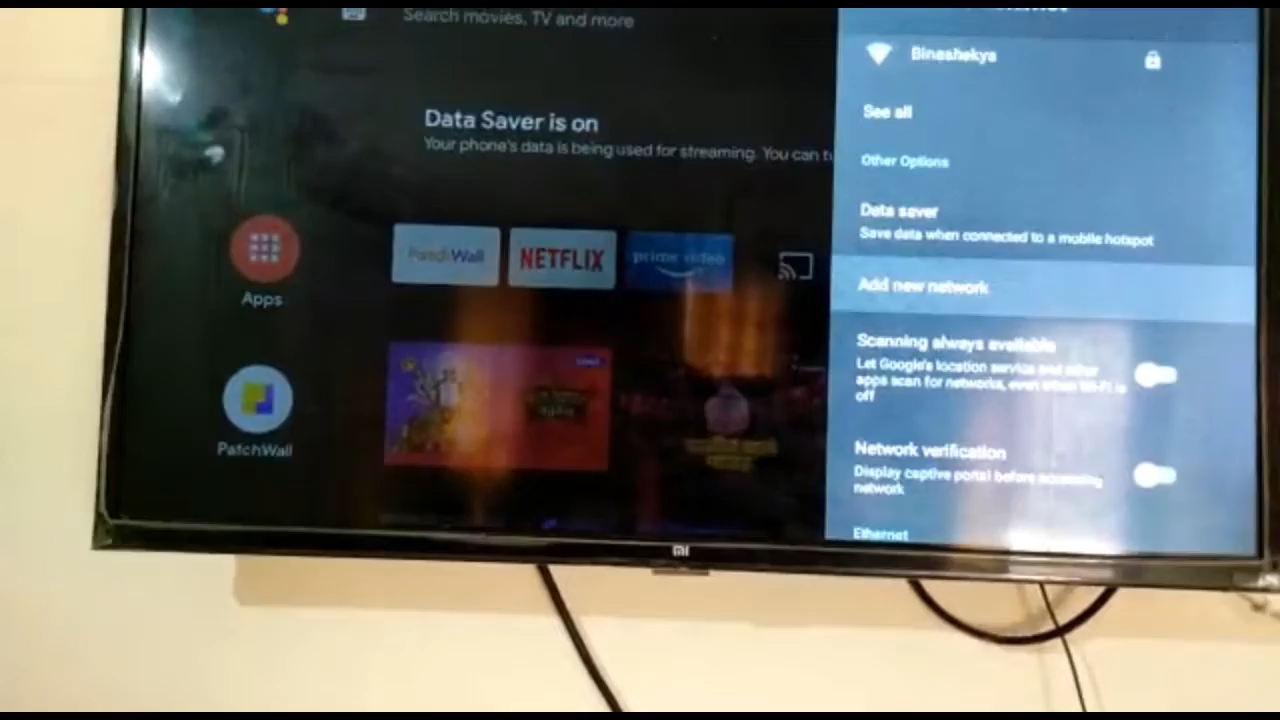 Search movies, TV and more
Data Saver is on
Your phone's data is being used for streaming. You can tu
Apps
PatchWall
NETFLIX
prime video
PatchWall
Binashekya
See all
Other Options
Data saver
Save data when connected to a mobile hotspot
Add new network
Scanning always available
Let Google's location service and other
apps scan for networks, even when Wi-Fi is
off
Network verification
Display captive portal before accessing
network
Ethernet
mi